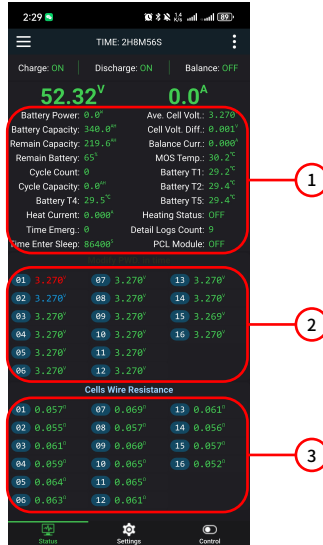 2:29 1.4 K/s 89
TIME: 2H8M56S
Charge: ON Discharge: ON Balance: OFF
52.32V 0.0A
Battery Power: 0.0W Ave. Cell Volt.: 3.270
Battery Capacity: 340.0AH Cell Volt. Diff.: 0.001V
Remain Capacity: 219.6AH Balance Curr.: 0.000A
Remain Battery: 65% MOS Temp.: 30.2℃
Cycle Count: 0 Battery T1: 29.2℃
Cycle Capacity: 0.0AH Battery T2: 29.4℃
Battery T4: 29.5℃ Battery T5: 29.4℃
Heat Current: 0.000A Heating Status: OFF
Time Emerg.: 0 Detail Logs Count: 9
Time Enter Sleep: 86400S PCL Module: OFF
1
01 3.270V 07 3.270V 13 3.270V
02 3.270V 08 3.270V 14 3.270V
03 3.270V 09 3.270V 15 3.269V
04 3.270V 10 3.270V 16 3.270V
05 3.270V 11 3.270V
06 3.270V 12 3.270V
2
Cells Wire Resistance
01 0.057Ω 07 0.069Ω 13 0.061Ω
02 0.055Ω 08 0.057Ω 14 0.056Ω
03 0.061Ω 09 0.060Ω 15 0.057Ω
04 0.059Ω 10 0.065Ω 16 0.052Ω
05 0.064Ω 11 0.065Ω
06 0.063Ω 12 0.061Ω
3
Status Settings Control